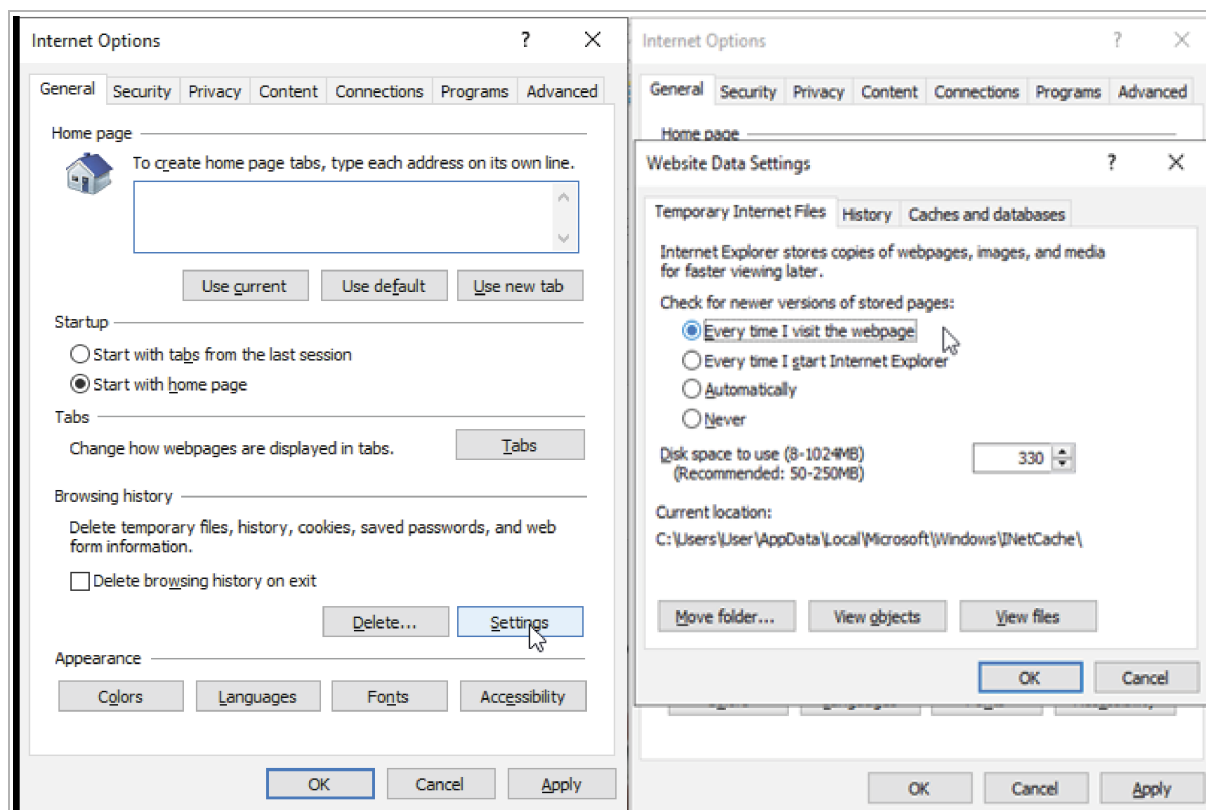 Internet Options
?
General Security Privacy Content Connections Programs Advanced
Home page
To create home page tabs, type each address on its own line.
Use current Use default Use new tab
Startup
Start with tabs from the last session
Start with home page
Tabs
Change how webpages are displayed in tabs.
Tabs
Browsing history
Delete temporary files, history, cookies, saved passwords, and web
form information.
Delete browsing history on exit
Delete... Settings
Appearance
Colors Languages Fonts Accessibility
OK Cancel Apply
Internet Options
?
General Security Privacy Content Connections Programs Advanced
Home page
Website Data Settings
?
Temporary Internet Files History Caches and databases
Internet Explorer stores copies of webpages, images, and media
for faster viewing later.
Check for newer versions of stored pages:
Every time I visit the webpage
Every time I start Internet Explorer
Automatically
Never
Disk space to use (8-1024MB)
330
(Recommended: 50-250MB)
Current location:
C:\Users\User\AppData\Local\Microsoft\Windows\INetCache\
Move folder... View objects View files
OK Cancel
OK Cancel Apply